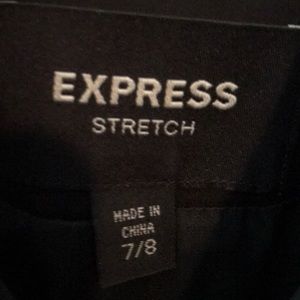 EXPRESS
STRETCH
MADE IN
CHINA
7/8